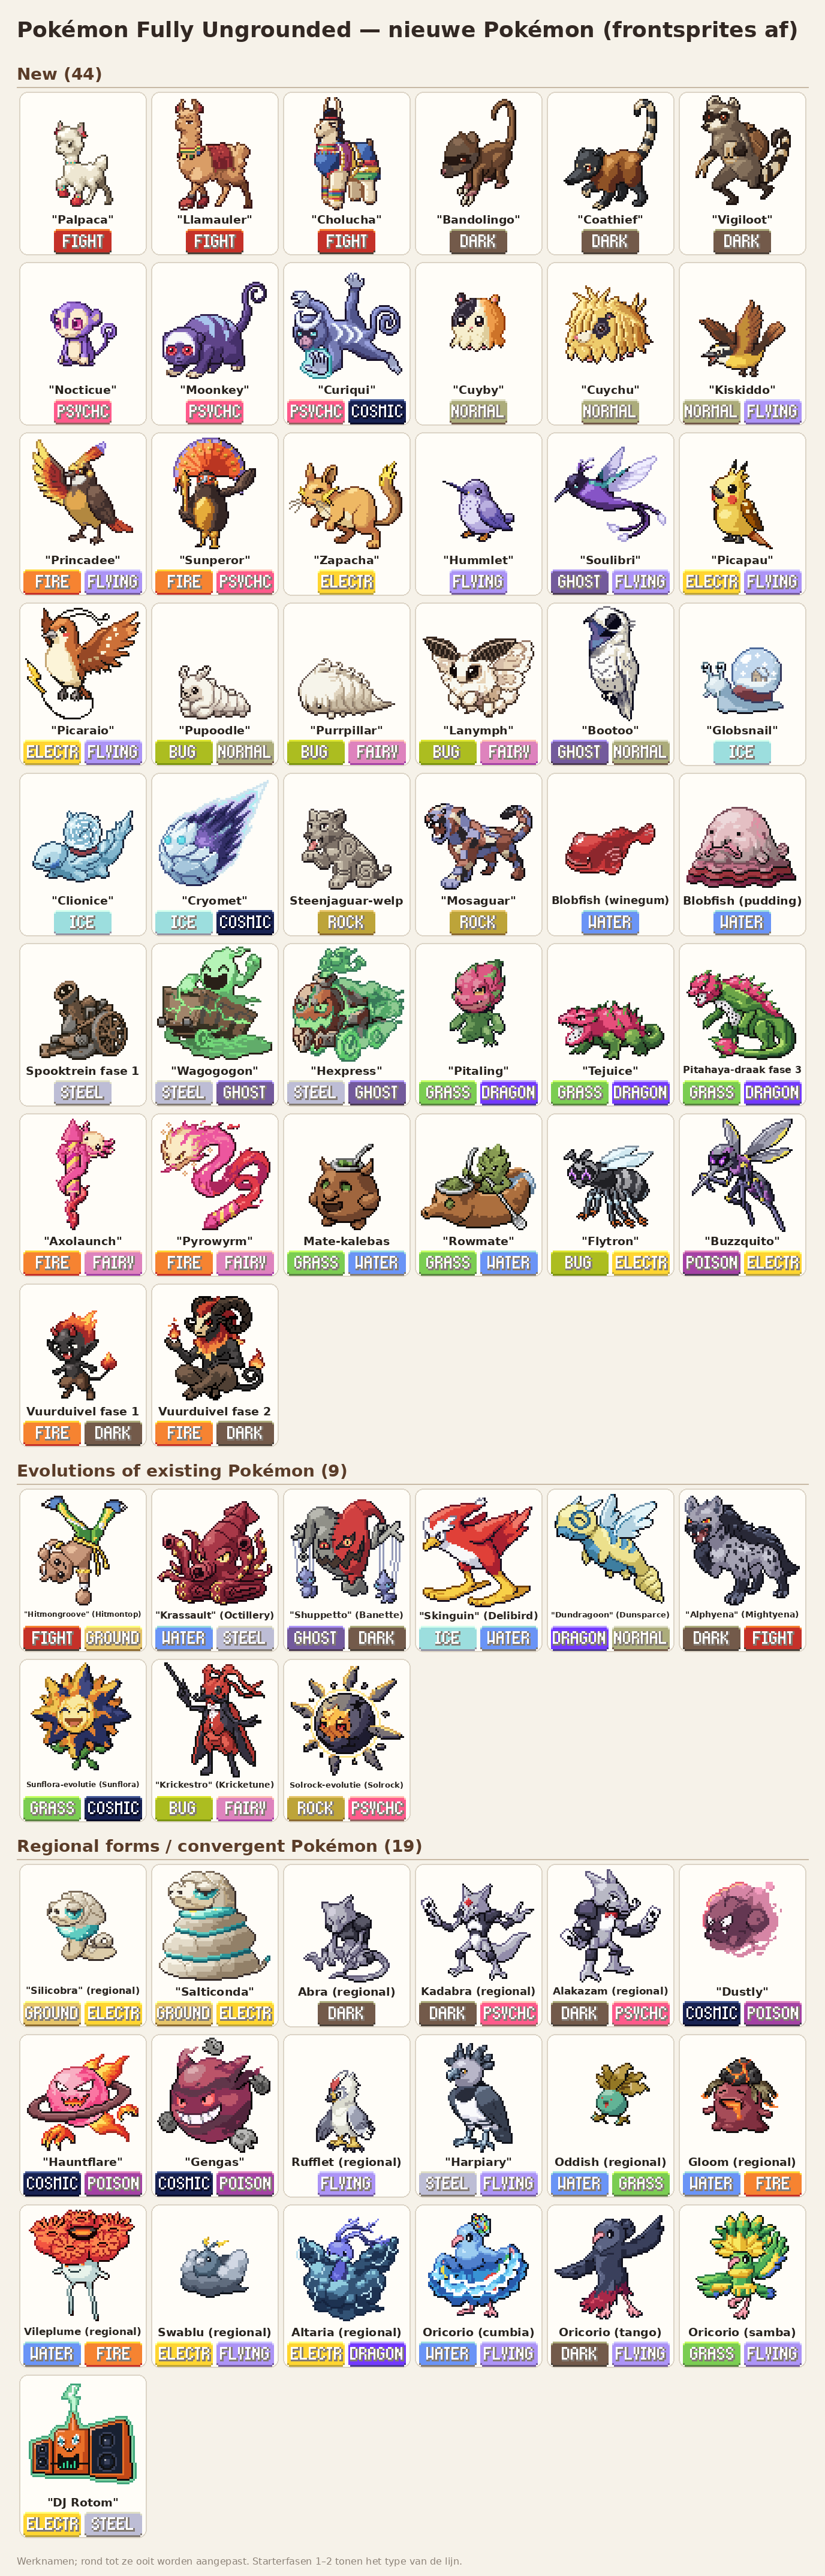 Pokémon Fully Ungrounded — nieuwe Pokémon (frontsprites af)
New (44)
"Palpaca" "Llamauler" "Cholucha" "Bandolingo" "Coathief" "Vigiloot"
FIGHT FIGHT FIGHT DARK DARK DARK
"Nocticue" "Moonkey" "Curiqui" "Cuyby" "Cuychu" "Kiskiddo"
PSYCHC PSYCHC PSYCHC COSMIC NORMAL NORMAL NORMAL FLYING
"Princadee" "Sunperor" "Zapacha" "Hummlet" "Soulibri" "Picapau"
FIRE FLYING FIRE PSYCHC ELECTR FLYING GHOST FLYING ELECTR FLYING
"Picaraio" "Pupoodle" "Purrpillar" "Lanymph" "Bootoo" "Globsnail"
ELECTR FLYING BUG NORMAL BUG FAIRY BUG FAIRY GHOST NORMAL ICE
"Clionice" "Cryomet" Steenjaguar-welp "Mosaguar" Blobfish (winegum) Blobfish (pudding)
ICE ICE COSMIC ROCK ROCK WATER WATER
Spooktrein fase 1 "Wagogogon" "Hexpress" "Pitaling" "Tejuice" Pitahaya-draak fase 3
STEEL STEEL GHOST STEEL GHOST GRASS DRAGON GRASS DRAGON GRASS DRAGON
"Axolaunch" "Pyrowyrm" Mate-kalebas "Rowmate" "Flytron" "Buzzquito"
FIRE FAIRY FIRE FAIRY GRASS WATER GRASS WATER BUG ELECTR POISON ELECTR
Vuurduivel fase 1 Vuurduivel fase 2
FIRE DARK FIRE DARK
Evolutions of existing Pokémon (9)
"Hitmongroove" (Hitmontop) "Krassault" (Octillery) "Shuppetto" (Banette) "Skinguin" (Delibird) "Dundragoon" (Dunsparce) "Alphyena" (Mightyena)
FIGHT GROUND WATER STEEL GHOST DARK ICE WATER DRAGON NORMAL DARK FIGHT
Sunflora-evolutie (Sunflora) "Krickestro" (Kricketune) Solrock-evolutie (Solrock)
GRASS COSMIC BUG FAIRY ROCK PSYCHC
Regional forms / convergent Pokémon (19)
"Silicobra" (regional) "Salticonda" Abra (regional) Kadabra (regional) Alakazam (regional) "Dustly"
GROUND ELECTR GROUND ELECTR DARK DARK PSYCHC DARK PSYCHC COSMIC POISON
"Hauntflare" "Gengas" Rufflet (regional) "Harpiary" Oddish (regional) Gloom (regional)
COSMIC POISON COSMIC POISON FLYING STEEL FLYING WATER GRASS WATER FIRE
Vileplume (regional) Swablu (regional) Altaria (regional) Oricorio (cumbia) Oricorio (tango) Oricorio (samba)
WATER FIRE ELECTR FLYING ELECTR DRAGON WATER FLYING DARK FLYING GRASS FLYING
"DJ Rotom"
ELECTR STEEL
Werknamen; rond tot ze ooit worden aangepast. Starterfasen 1–2 tonen het type van de lijn.